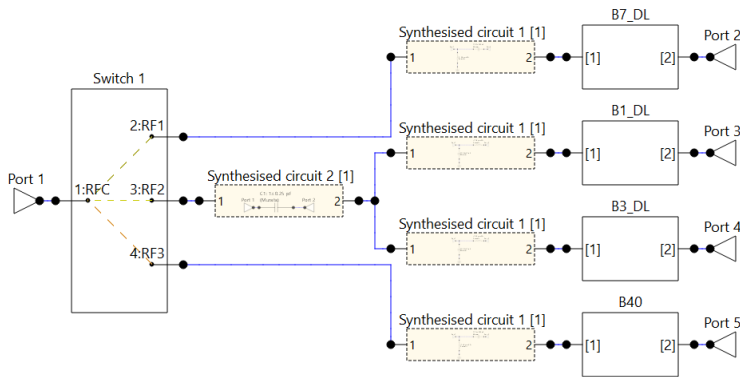 B7_DL
Synthesised circuit 1 [1]
1
2
[1]
[2]
Port 2
Switch 1
2:RF1
B1_DL
Synthesised circuit 1 [1]
1
2
[1]
[2]
Port 3
Port 1
1:RFC
3:RF2
Synthesised circuit 2 [1]
1
2
B3_DL
Synthesised circuit 1 [1]
1
2
[1]
[2]
Port 4
4:RF3
B40
Synthesised circuit 1 [1]
1
2
[1]
[2]
Port 5